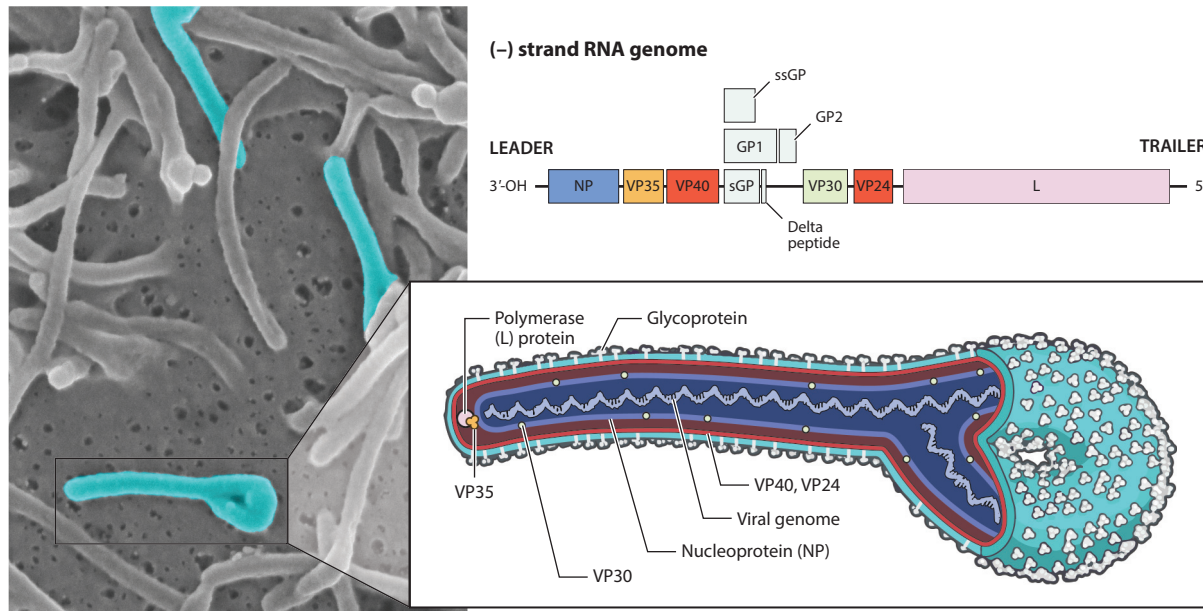 (–) strand RNA genome
ssGP
GP1
GP2
LEADER
TRAILER
3′-OH
NP
VP35
VP40
sGP
VP30
VP24
L
5
Delta
peptide
Polymerase
(L) protein
Glycoprotein
VP35
VP40, VP24
Viral genome
Nucleoprotein (NP)
VP30